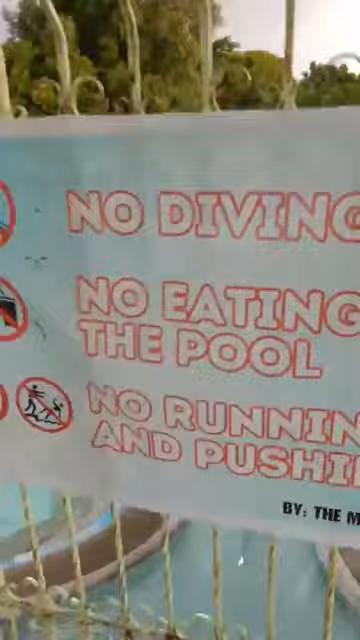 NO DIVING
NO EATING
THE POOL
NO RUNNIN
AND PUSHI
BY: THE M